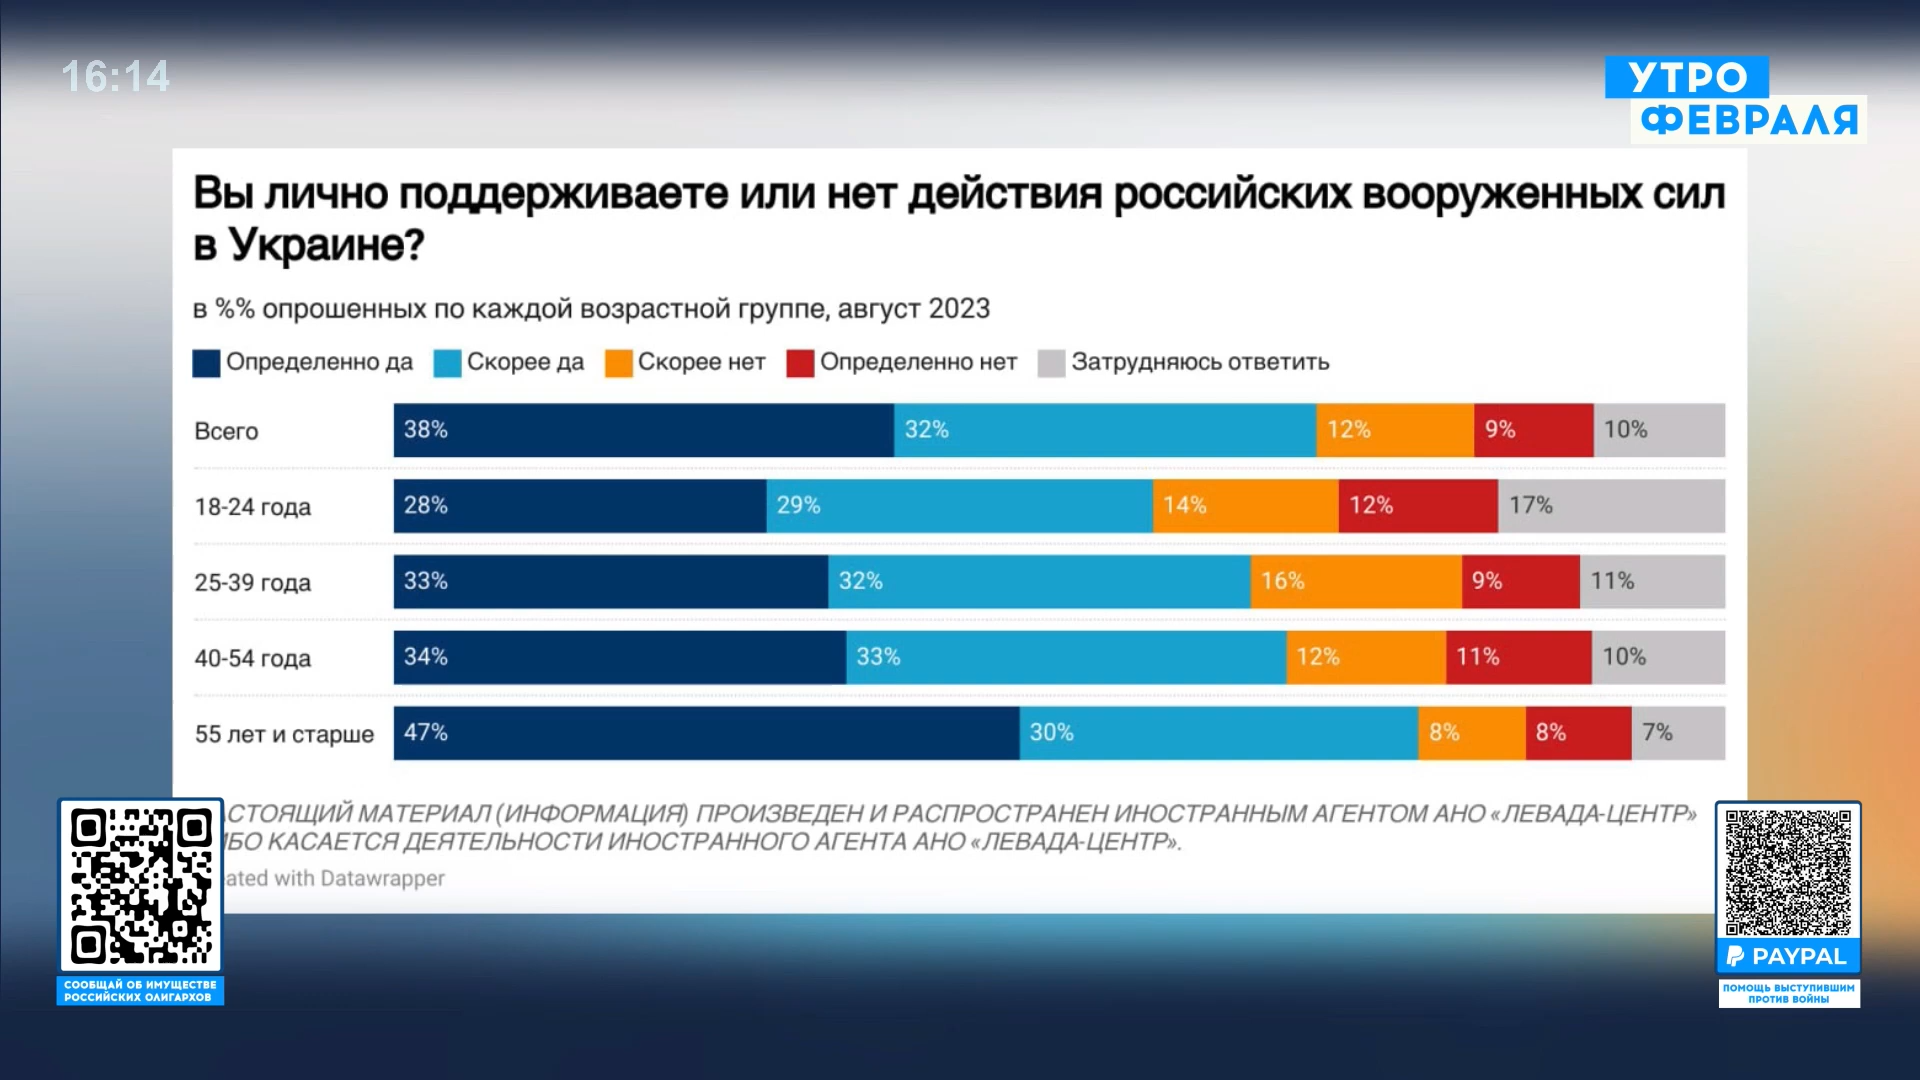 16:14
УТРО
ФЕВРАЛЯ
Вы лично поддерживаете или нет действия российских вооруженных сил
в Украине?
в %% опрошенных по каждой возрастной группе, август 2023
Определенно да Скорее да Скорее нет Определенно нет Затрудняюсь ответить
Всего 38% 32% 12% 9% 10%
18-24 года 28% 29% 14% 12% 17%
25-39 года 33% 32% 16% 9% 11%
40-54 года 34% 33% 12% 11% 10%
55 лет и старше 47% 30% 8% 8% 7%
СТОЯЩИЙ МАТЕРИАЛ (ИНФОРМАЦИЯ) ПРОИЗВЕДЕН И РАСПРОСТРАНЕН ИНОСТРАННЫМ АГЕНТОМ АНО «ЛЕВАДА-ЦЕНТР»
БО КАСАЕТСЯ ДЕЯТЕЛЬНОСТИ ИНОСТРАННОГО АГЕНТА АНО «ЛЕВАДА-ЦЕНТР».
ated with Datawrapper
СООБЩАЙ ОБ ИМУЩЕСТВЕ
РОССИЙСКИХ ОЛИГАРХОВ
PAYPAL
ПОМОЩЬ ВЫСТУПИВШИМ
ПРОТИВ ВОЙНЫ